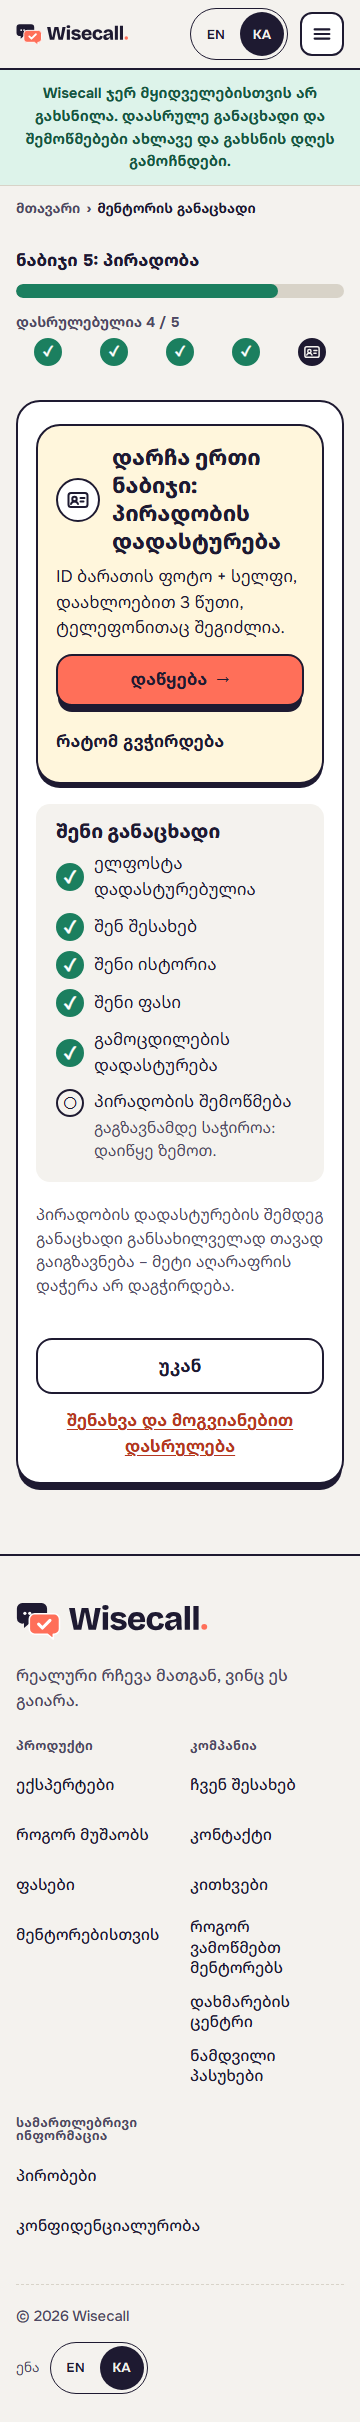 Wisecall.
EN KA
Wisecall ჯერ მყიდველებისთვის არ
გახსნილა. დაასრულე განაცხადი და
შემოწმებები ახლავე და გახსნის დღეს
გამოჩნდები.
მთავარი › მენტორის განაცხადი
ნაბიჯი 5: პირადობა
დასრულებულია 4 / 5
დარჩა ერთი
ნაბიჯი:
პირადობის
დადასტურება
ID ბარათის ფოტო + სელფი,
დაახლოებით 3 წუთი,
ტელეფონითაც შეგიძლია.
დაწყება →
რატომ გვჭირდება
შენი განაცხადი
ელფოსტა
დადასტურებულია
შენ შესახებ
შენი ისტორია
შენი ფასი
გამოცდილების
დადასტურება
პირადობის შემოწმება
გაგზავნამდე საჭიროა:
დაიწყე ზემოთ.
პირადობის დადასტურების შემდეგ
განაცხადი განსახილველად თავად
გაიგზავნება – მეტი აღარაფრის
დაჭერა არ დაგჭირდება.
უკან
შენახვა და მოგვიანებით
დასრულება
Wisecall.
რეალური რჩევა მათგან, ვინც ეს
გაიარა.
პროდუქტი
ექსპერტები
როგორ მუშაობს
ფასები
მენტორებისთვის
კომპანია
ჩვენ შესახებ
კონტაქტი
კითხვები
როგორ
ვამოწმებთ
მენტორებს
დახმარების
ცენტრი
ნამდვილი
პასუხები
სამართლებრივი
ინფორმაცია
პირობები
კონფიდენციალურობა
© 2026 Wisecall
ენა EN KA